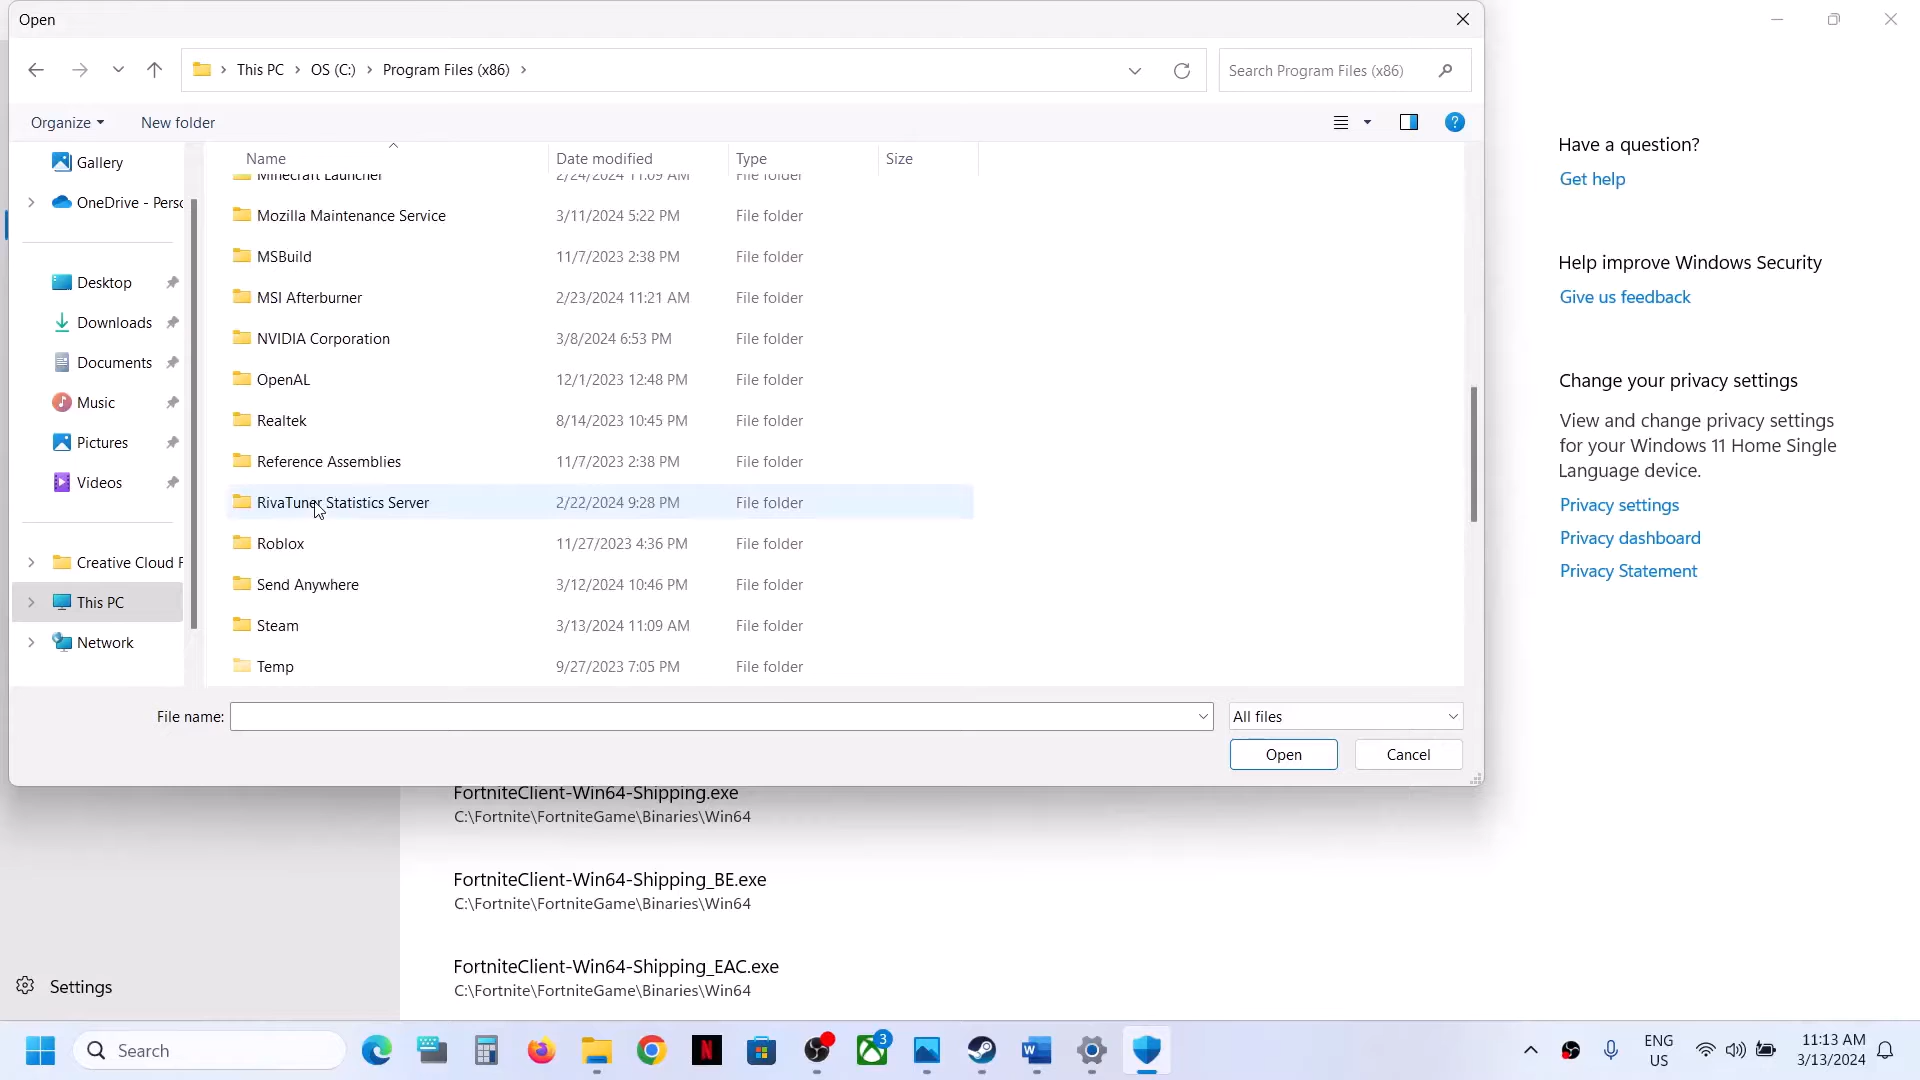 Open
This PC
OS (C:)
Program Files (x86)
Search Program Files (x86)
Organize
New folder
Name
Date modified
Type
Size
Gallery
OneDrive - Perso
Desktop
Downloads
Documents
Music
Pictures
Videos
Creative Cloud F
This PC
Network
Minecraft Launcher 2/24/2024 11:09 AM File folder
Mozilla Maintenance Service 3/11/2024 5:22 PM File folder
MSBuild 11/7/2023 2:38 PM File folder
MSI Afterburner 2/23/2024 11:21 AM File folder
NVIDIA Corporation 3/8/2024 6:53 PM File folder
OpenAL 12/1/2023 12:48 PM File folder
Realtek 8/14/2023 10:45 PM File folder
Reference Assemblies 11/7/2023 2:38 PM File folder
RivaTuner Statistics Server 2/22/2024 9:28 PM File folder
Roblox 11/27/2023 4:36 PM File folder
Send Anywhere 3/12/2024 10:46 PM File folder
Steam 3/13/2024 11:09 AM File folder
Temp 9/27/2023 7:05 PM File folder
File name:
All files
Open
Cancel
Have a question?
Get help
Help improve Windows Security
Give us feedback
Change your privacy settings
View and change privacy settings
for your Windows 11 Home Single
Language device.
Privacy settings
Privacy dashboard
Privacy Statement
FortniteClient-Win64-Shipping.exe
C:\Fortnite\FortniteGame\Binaries\Win64
FortniteClient-Win64-Shipping_BE.exe
C:\Fortnite\FortniteGame\Binaries\Win64
FortniteClient-Win64-Shipping_EAC.exe
C:\Fortnite\FortniteGame\Binaries\Win64
Settings
Search
N
3
ENG
US
11:13 AM
3/13/2024